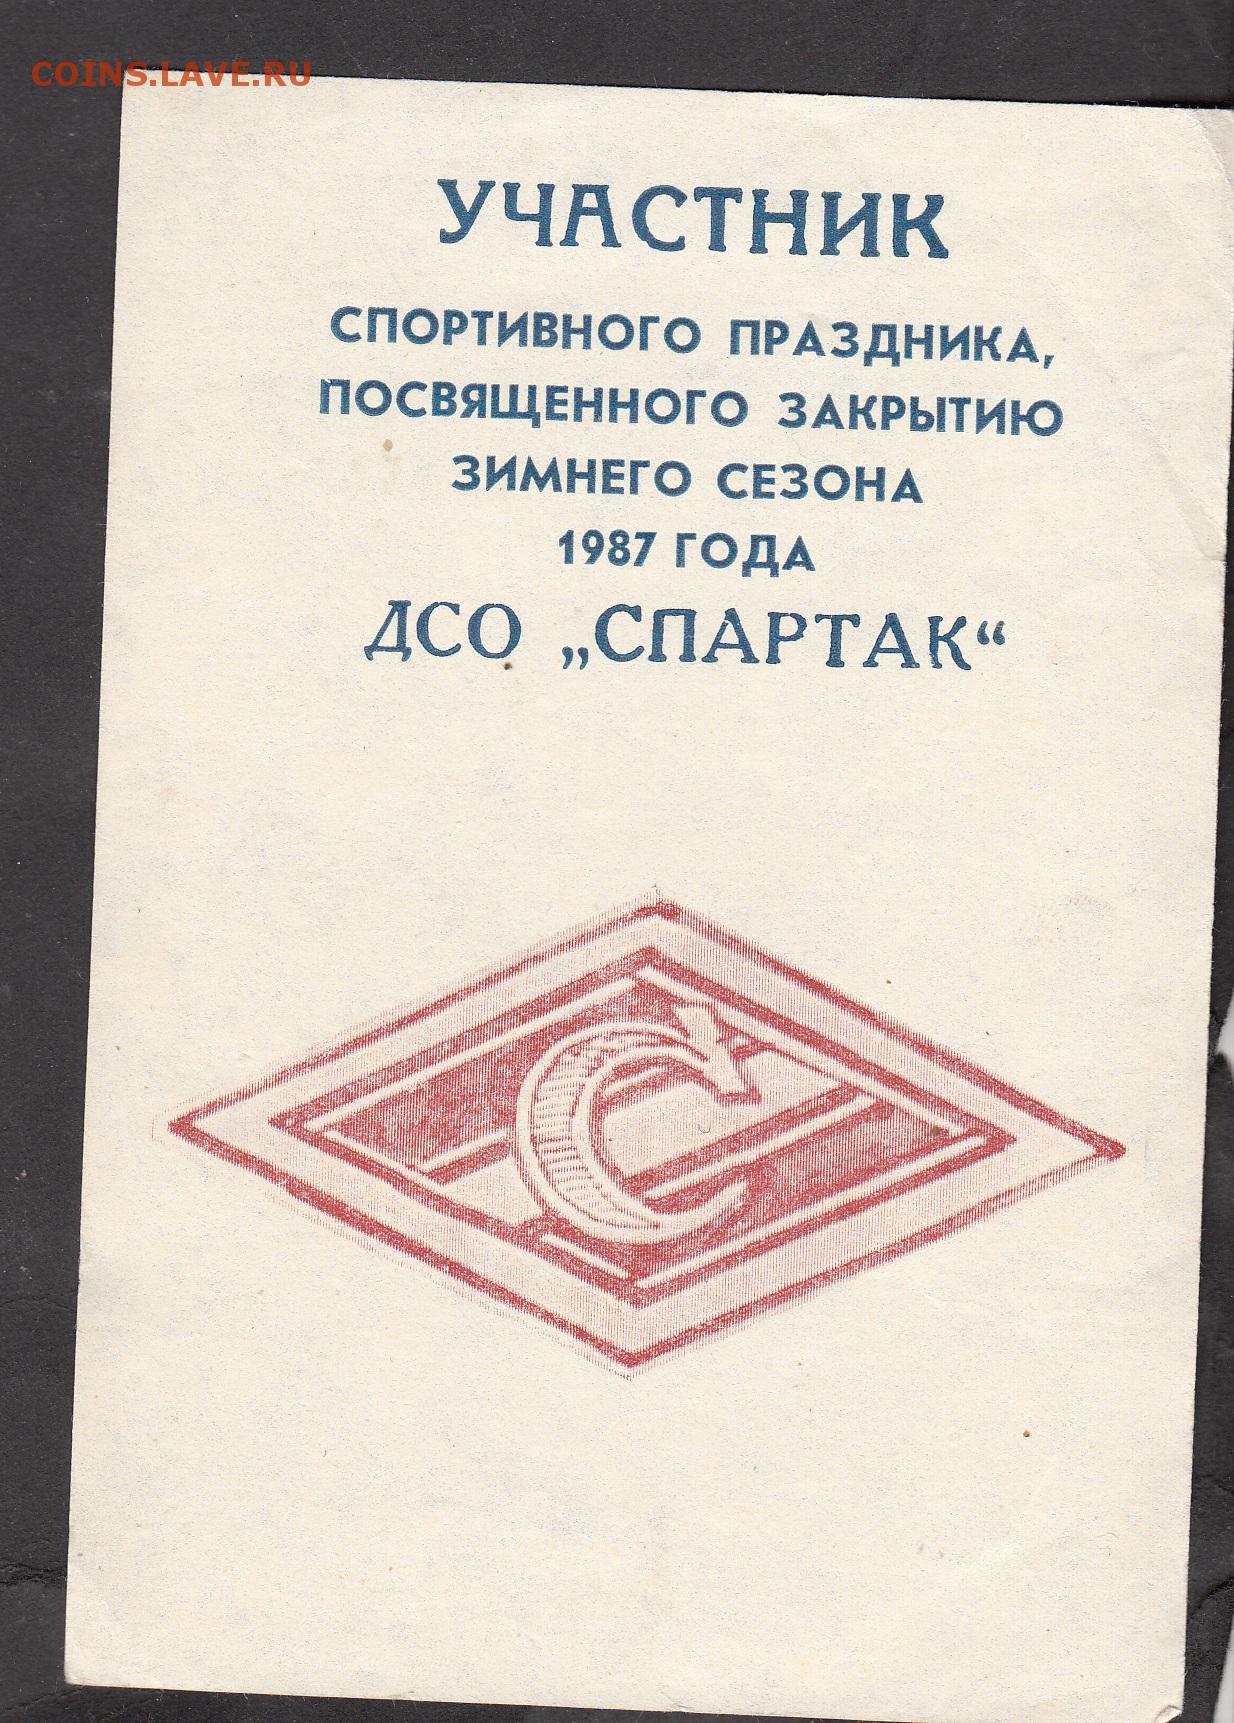 COINS.LAVE.RU
УЧАСТНИК
СПОРТИВНОГО ПРАЗДНИКА,
ПОСВЯЩЕННОГО ЗАКРЫТИЮ
ЗИМНЕГО СЕЗОНА
1987 ГОДА
ДСО „СПАРТАК“
С